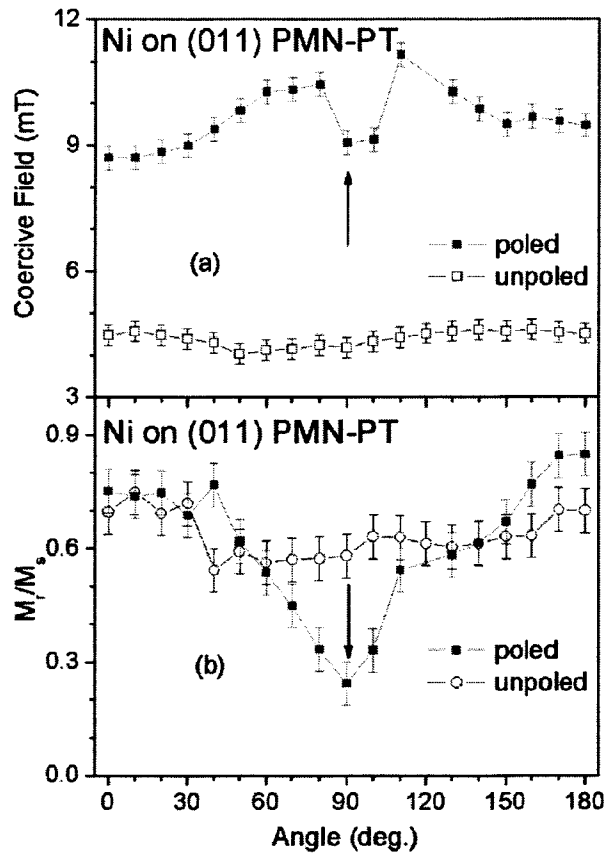 Ni on (011) PMN-PT
Coercive Field (mT)
12
9
6
3
(a)
poled
unpoled
Ni on (011) PMN-PT
Mr/Ms
0.9
0.6
0.3
0.0
(b)
poled
unpoled
0 30 60 90 120 150 180
Angle (deg.)